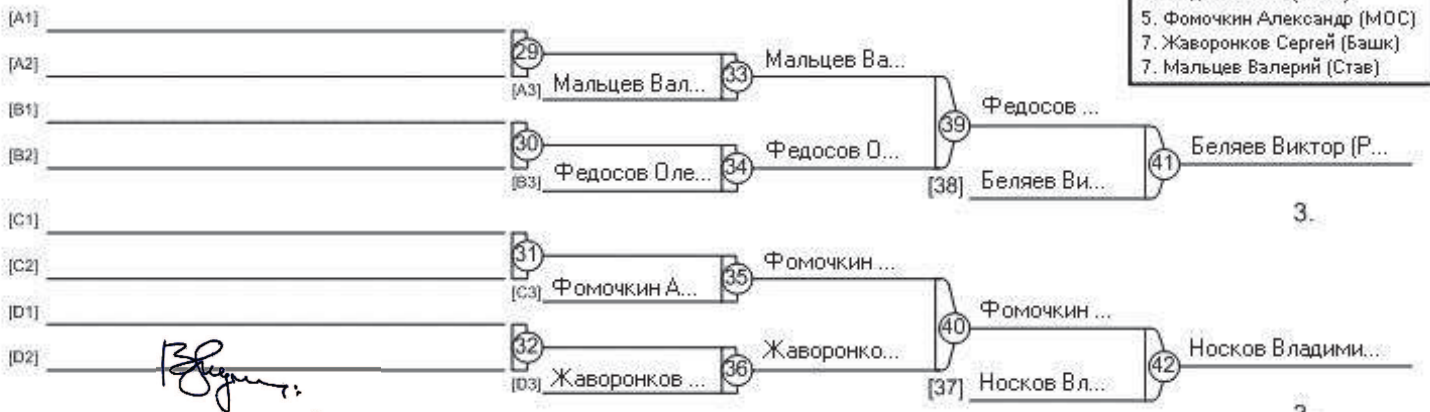 5. Фомочкин Александр (МОС)
7. Жаворонков Сергей (Башк)
7. Мальцев Валерий (Став)
[A1]
[A2]
29
[A3] Мальцев Вал...
33
Мальцев Ва...
[B1]
[B2]
30
[B3] Федосов Оле...
34
Федосов О...
39
Федосов ...
[38] Беляев Ви...
41
Беляев Виктор (Р...
3.
[C1]
[C2]
31
[C3] Фомочкин А...
35
Фомочкин ...
[D1]
[D2]
32
[D3] Жаворонков ...
36
Жаворонко...
40
Фомочкин ...
[37] Носков Вл...
42
Носков Владими...